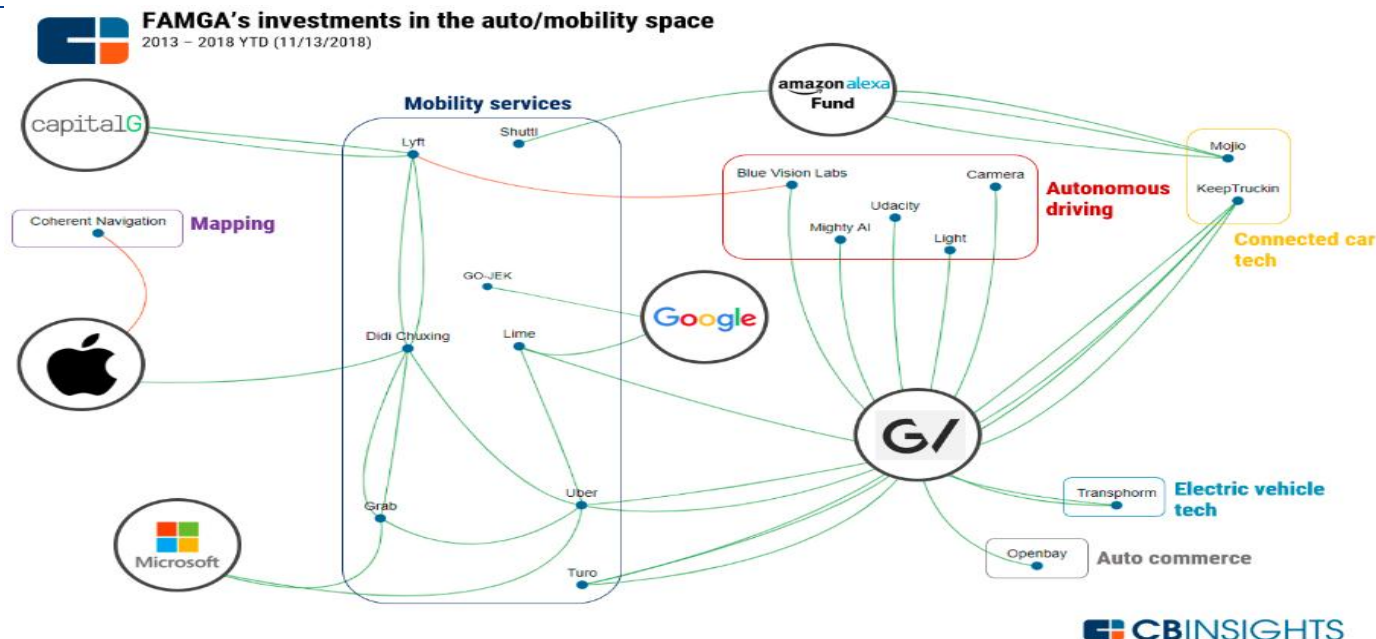 FAMGA's investments in the auto/mobility space
2013 – 2018 YTD (11/13/2018)
capitalG
Mobility services
amazon alexa
Fund
Lyft
Shuttl
Mojio
KeepTruckin
Connected car
tech
Blue Vision Labs
Carmera
Udacity
Mighty AI
Light
Autonomous
driving
Coherent Navigation
Mapping
GO-JEK
Google
Didi Chuxing
Lime
GV
Grab
Uber
Transphorm
Electric vehicle
tech
Microsoft
Openbay
Auto commerce
Turo
CBINSIGHTS